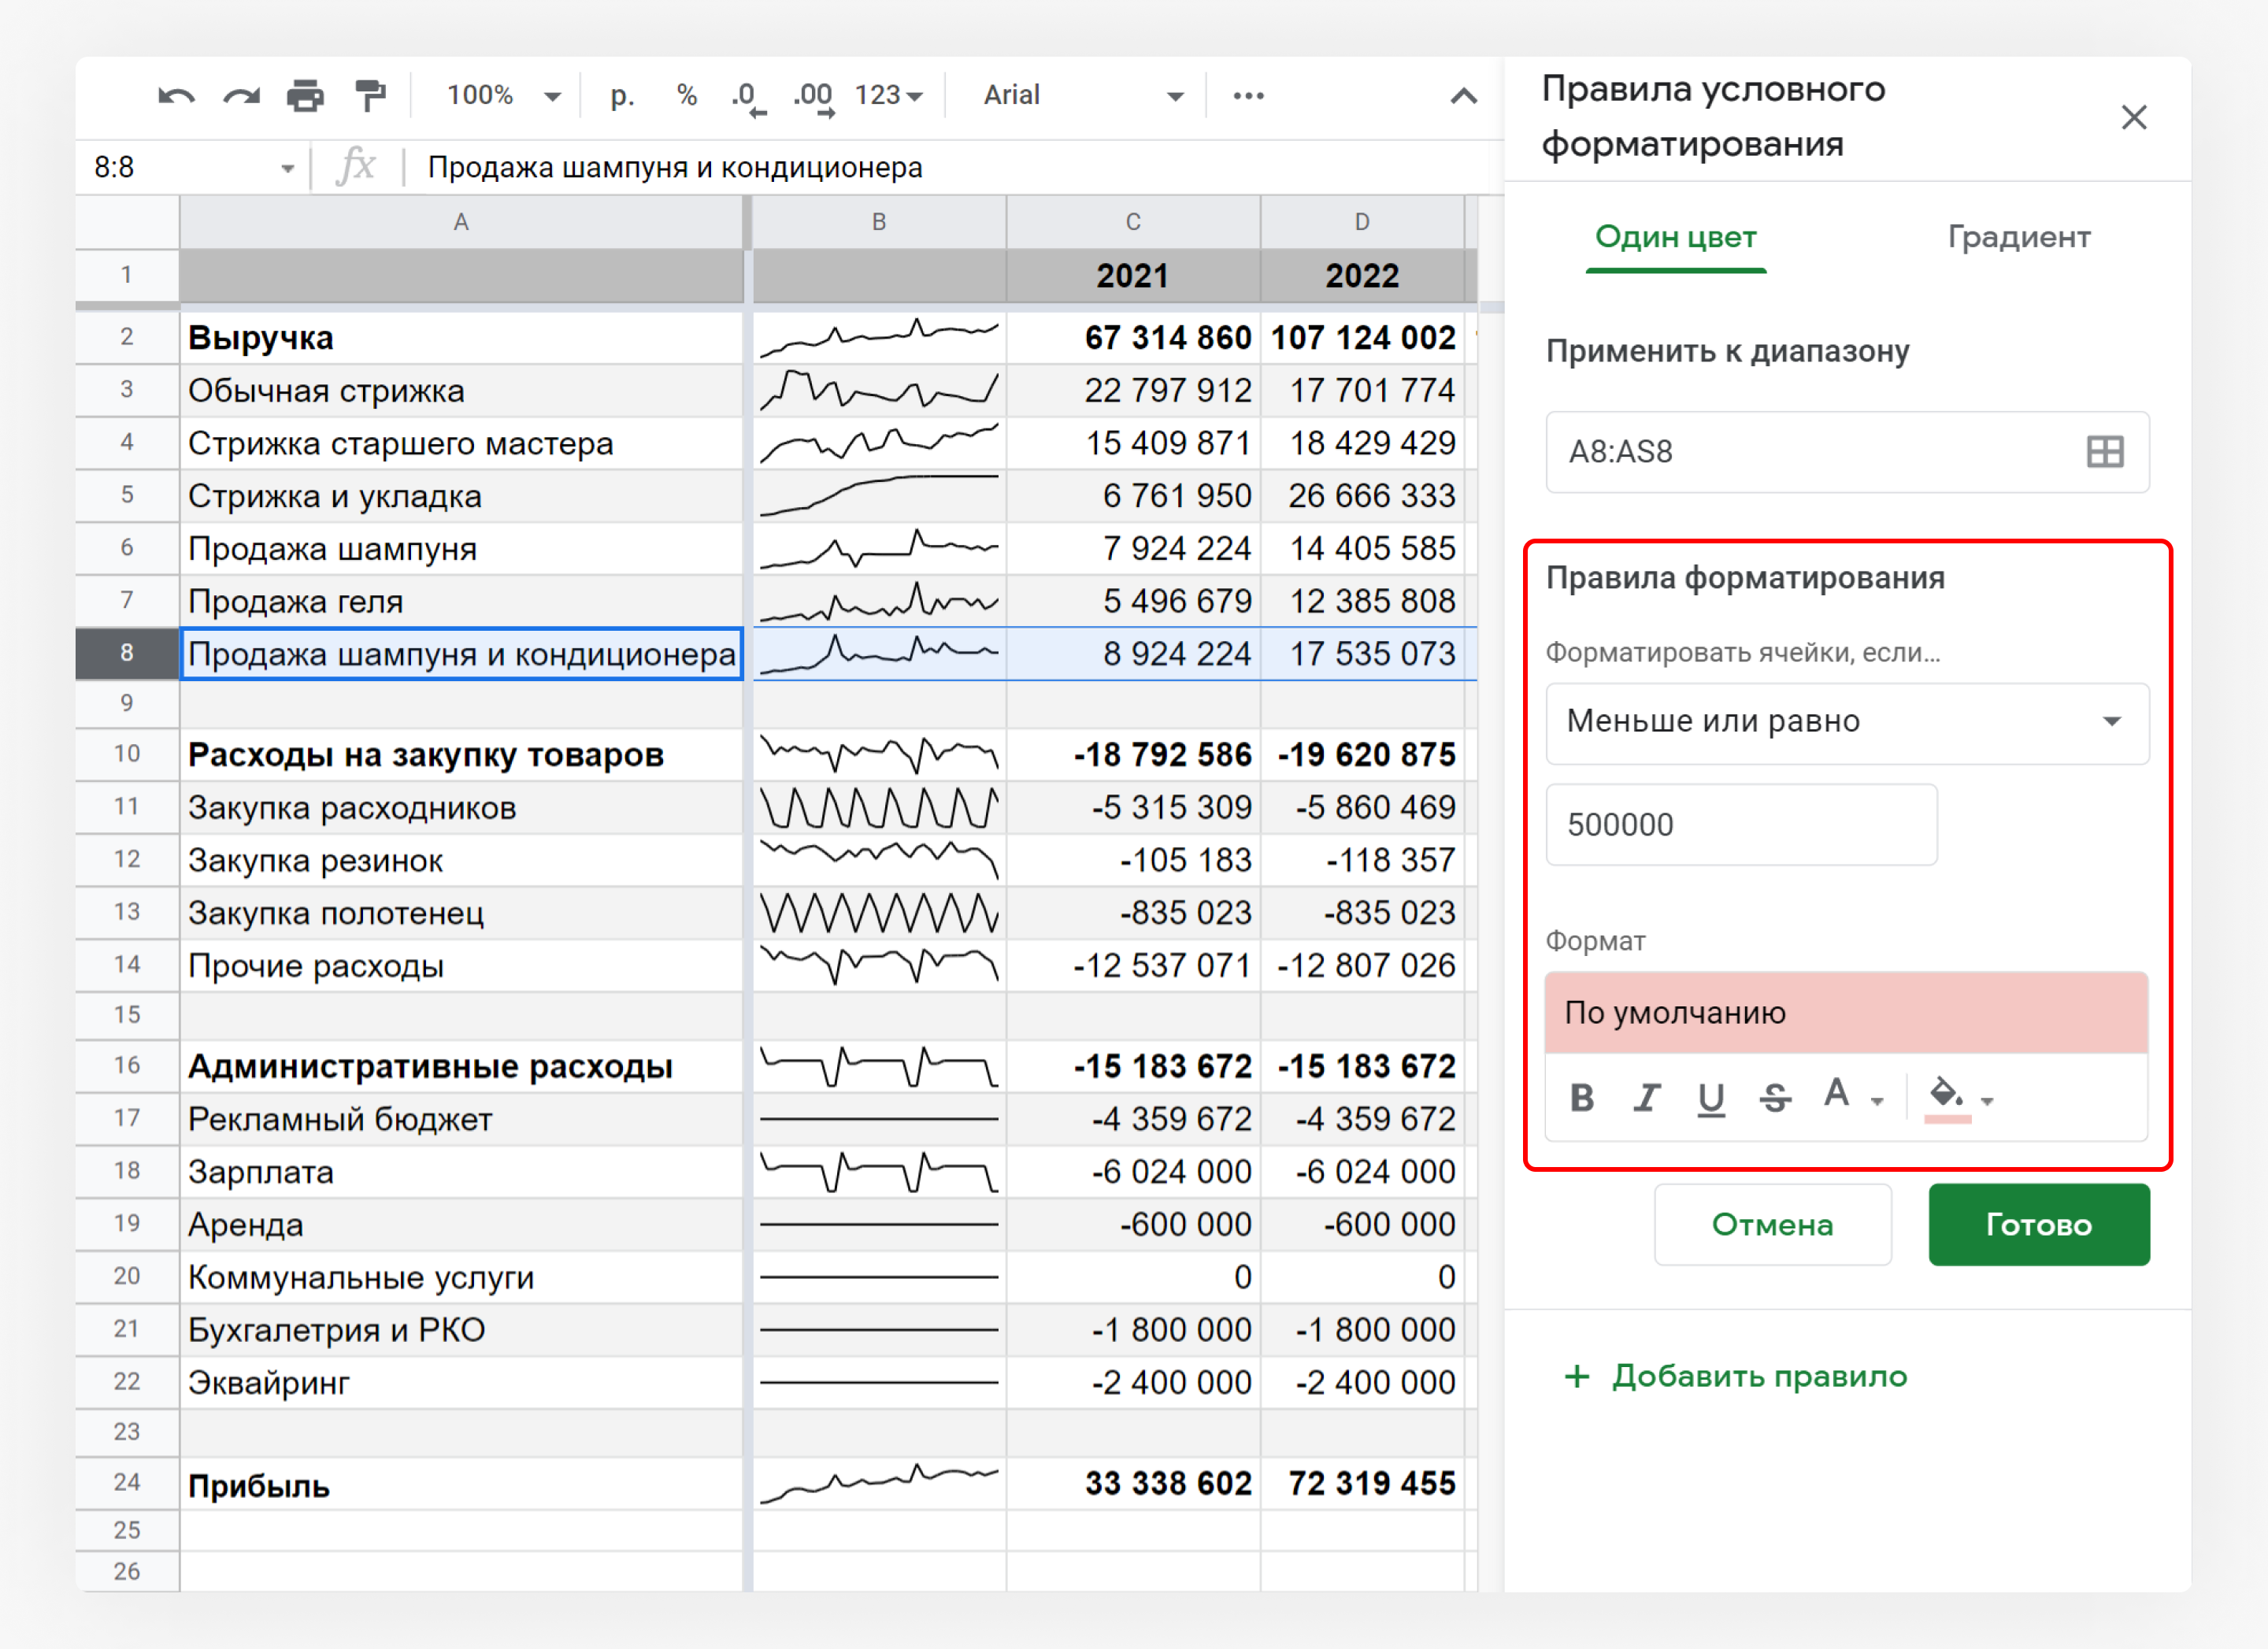 100% р. % .0 .00 123 Arial
8:8 fx Продажа шампуня и кондиционера
A B C D
1 2021 2022
2 Выручка 67 314 860 107 124 002
3 Обычная стрижка 22 797 912 17 701 774
4 Стрижка старшего мастера 15 409 871 18 429 429
5 Стрижка и укладка 6 761 950 26 666 333
6 Продажа шампуня 7 924 224 14 405 585
7 Продажа геля 5 496 679 12 385 808
8 Продажа шампуня и кондиционера 8 924 224 17 535 073
9
10 Расходы на закупку товаров -18 792 586 -19 620 875
11 Закупка расходников -5 315 309 -5 860 469
12 Закупка резинок -105 183 -118 357
13 Закупка полотенец -835 023 -835 023
14 Прочие расходы -12 537 071 -12 807 026
15
16 Административные расходы -15 183 672 -15 183 672
17 Рекламный бюджет -4 359 672 -4 359 672
18 Зарплата -6 024 000 -6 024 000
19 Аренда -600 000 -600 000
20 Коммунальные услуги 0 0
21 Бухгалетрия и РКО -1 800 000 -1 800 000
22 Эквайринг -2 400 000 -2 400 000
23
24 Прибыль 33 338 602 72 319 455
25
26
Правила условного
форматирования
Один цвет Градиент
Применить к диапазону
A8:AS8
Правила форматирования
Форматировать ячейки, если…
Меньше или равно
500000
Формат
По умолчанию
B I U S A
Отмена Готово
+ Добавить правило